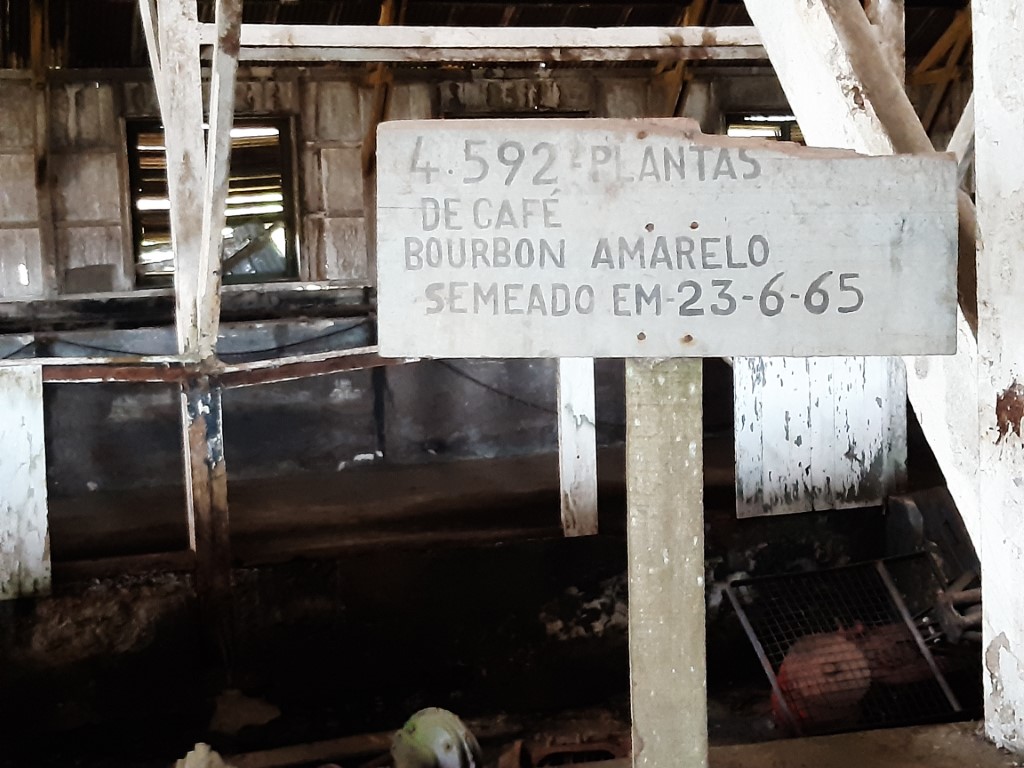 4.592-PLANTAS
DE CAFÉ
BOURBON AMARELO
SEMEADO EM-23-6-65